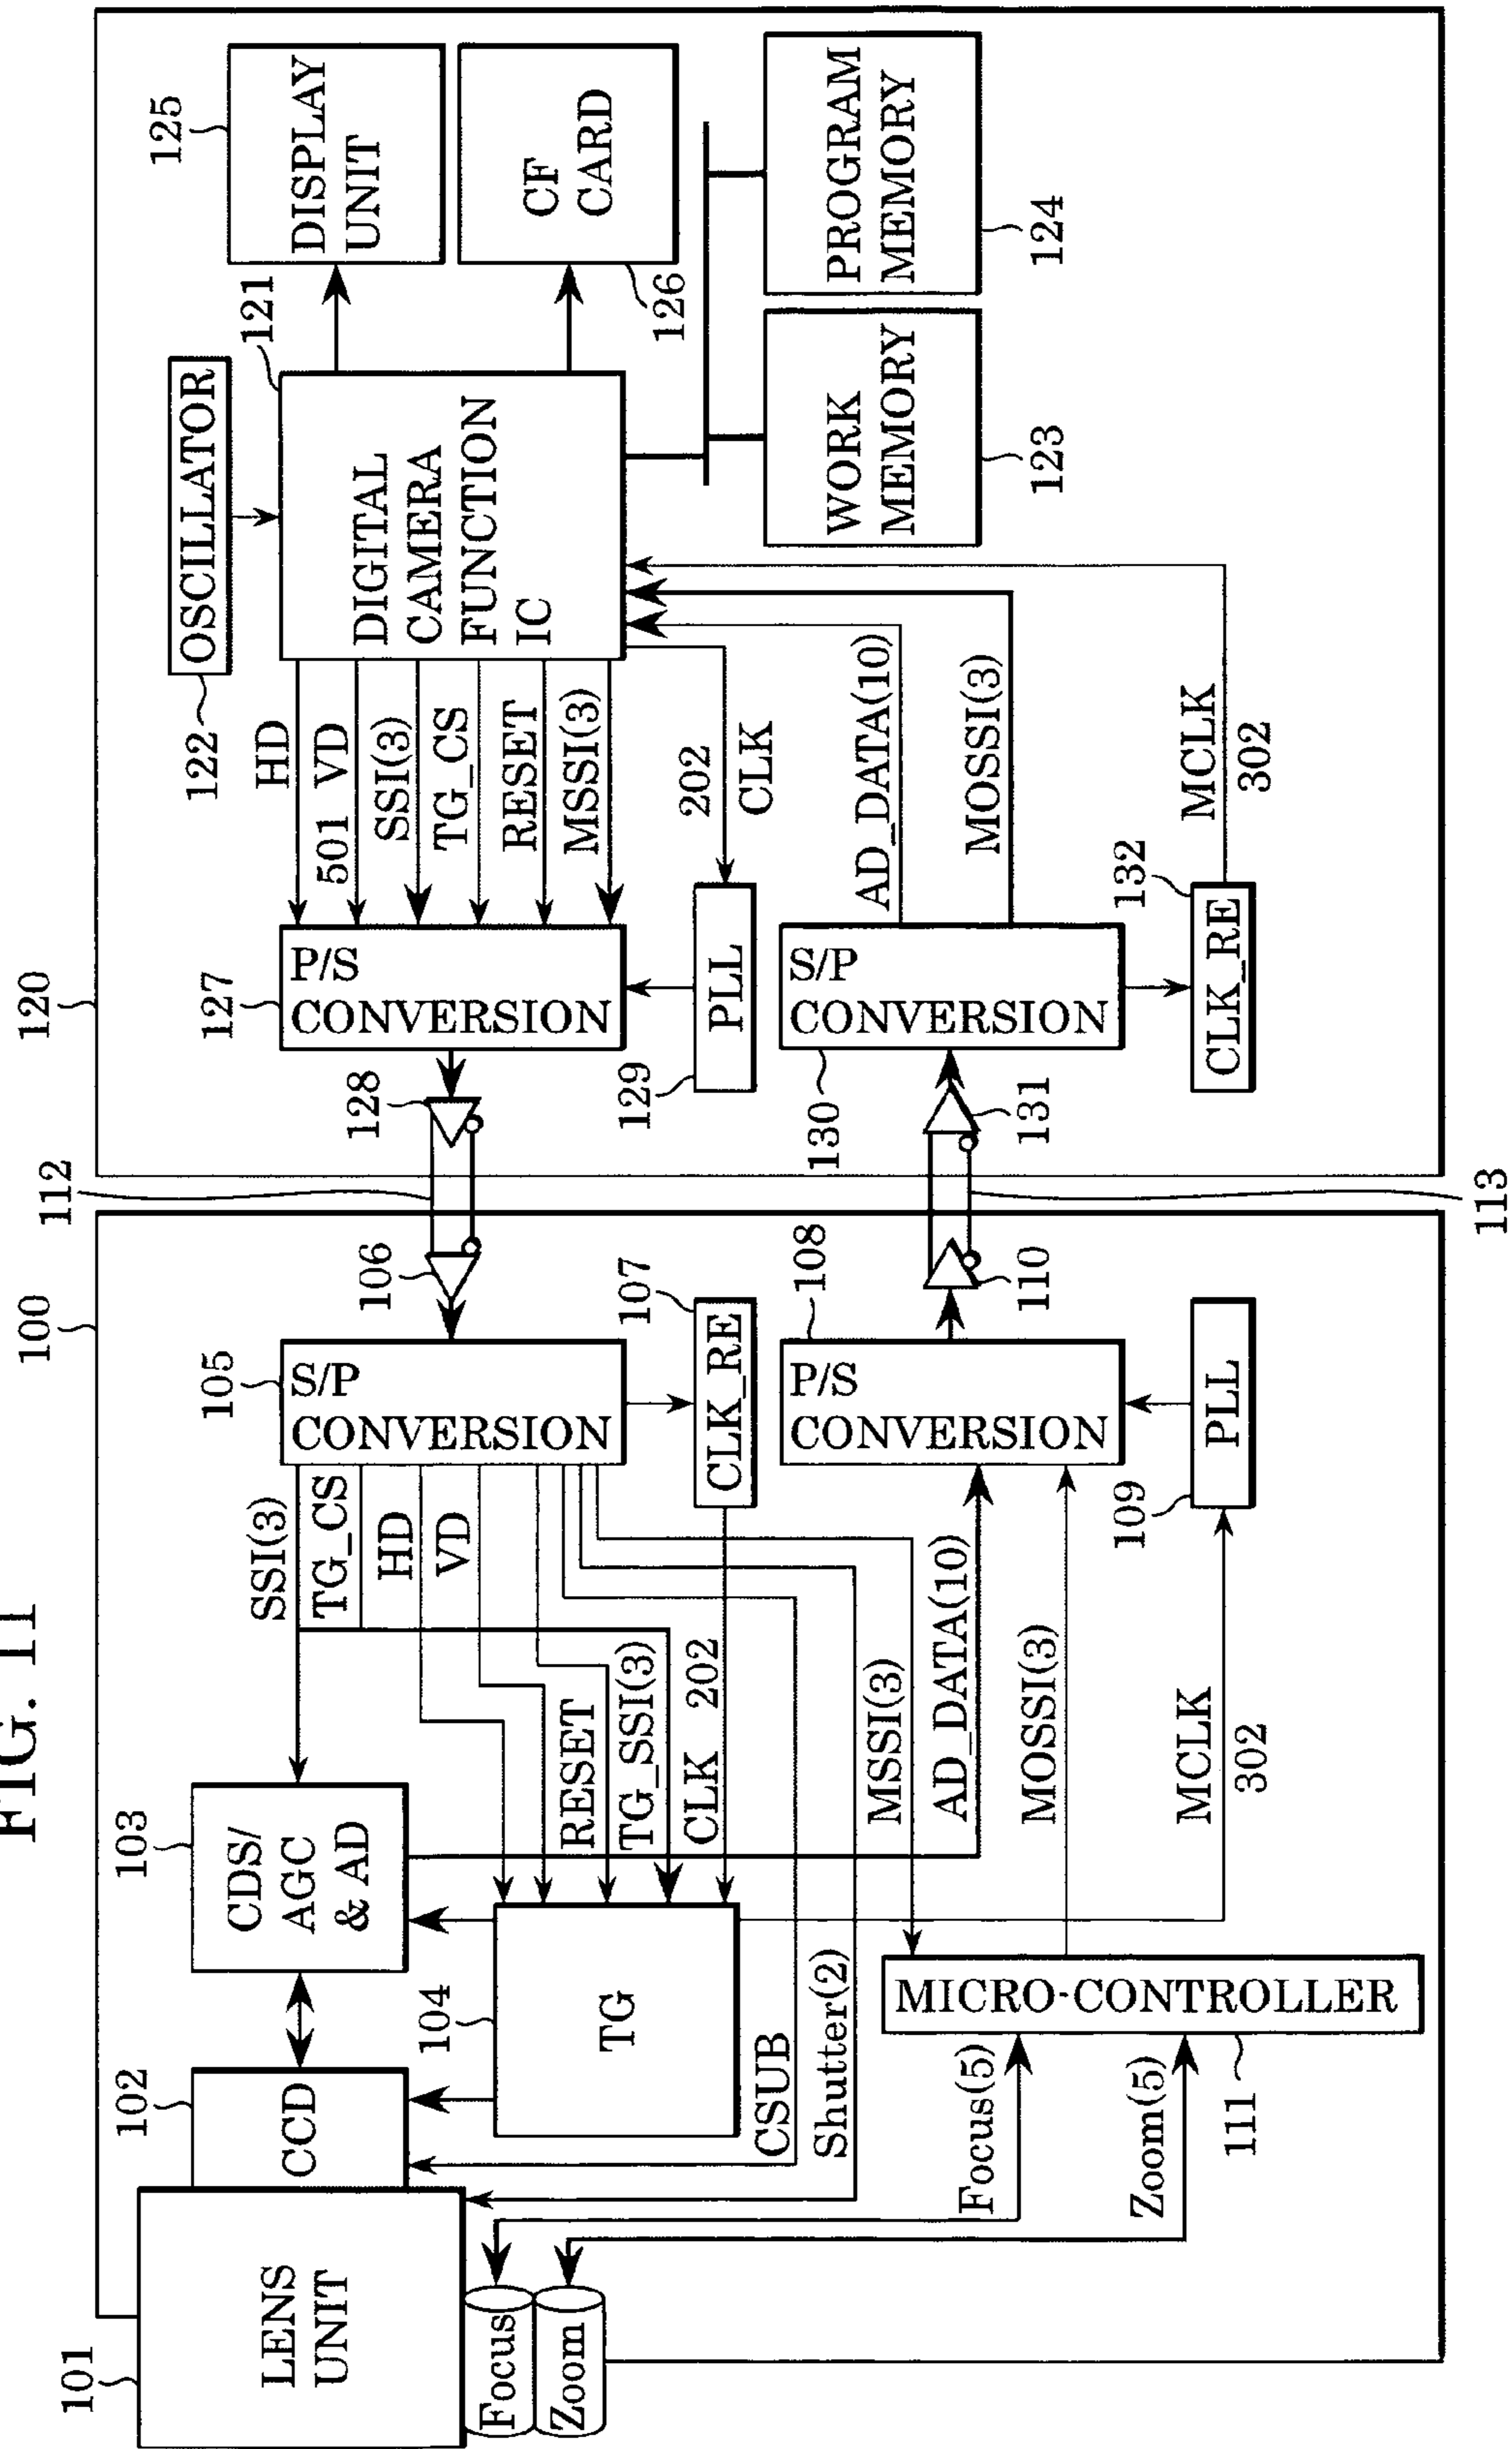 FIG. 11
100
101
LENS
UNIT
Focus
Zoom
102
CCD
103
CDS/
AGC
& AD
104
TG
SSI(3)
TG_CS
HD
VD
RESET
TG_SSI(3)
CLK 202
CSUB
Shutter(2)
MSSI(3)
AD_DATA(10)
MOSSI(3)
MCLK
302
Focus(5)
Zoom(5)
MICRO-CONTROLLER
111
105
S/P
CONVERSION
106
107
CLK_RE
108
P/S
CONVERSION
109
PLL
110
112
113
120
127
P/S
CONVERSION
128
129
PLL
130
S/P
CONVERSION
131
132
CLK_RE
HD
501 VD
SSI(3)
TG_CS
RESET
MSSI(3)
202
CLK
AD_DATA(10)
MOSSI(3)
MCLK
302
122
OSCILLATOR
121
DIGITAL
CAMERA
FUNCTION
IC
125
DISPLAY
UNIT
126
CF
CARD
WORK
MEMORY
123
PROGRAM
MEMORY
124